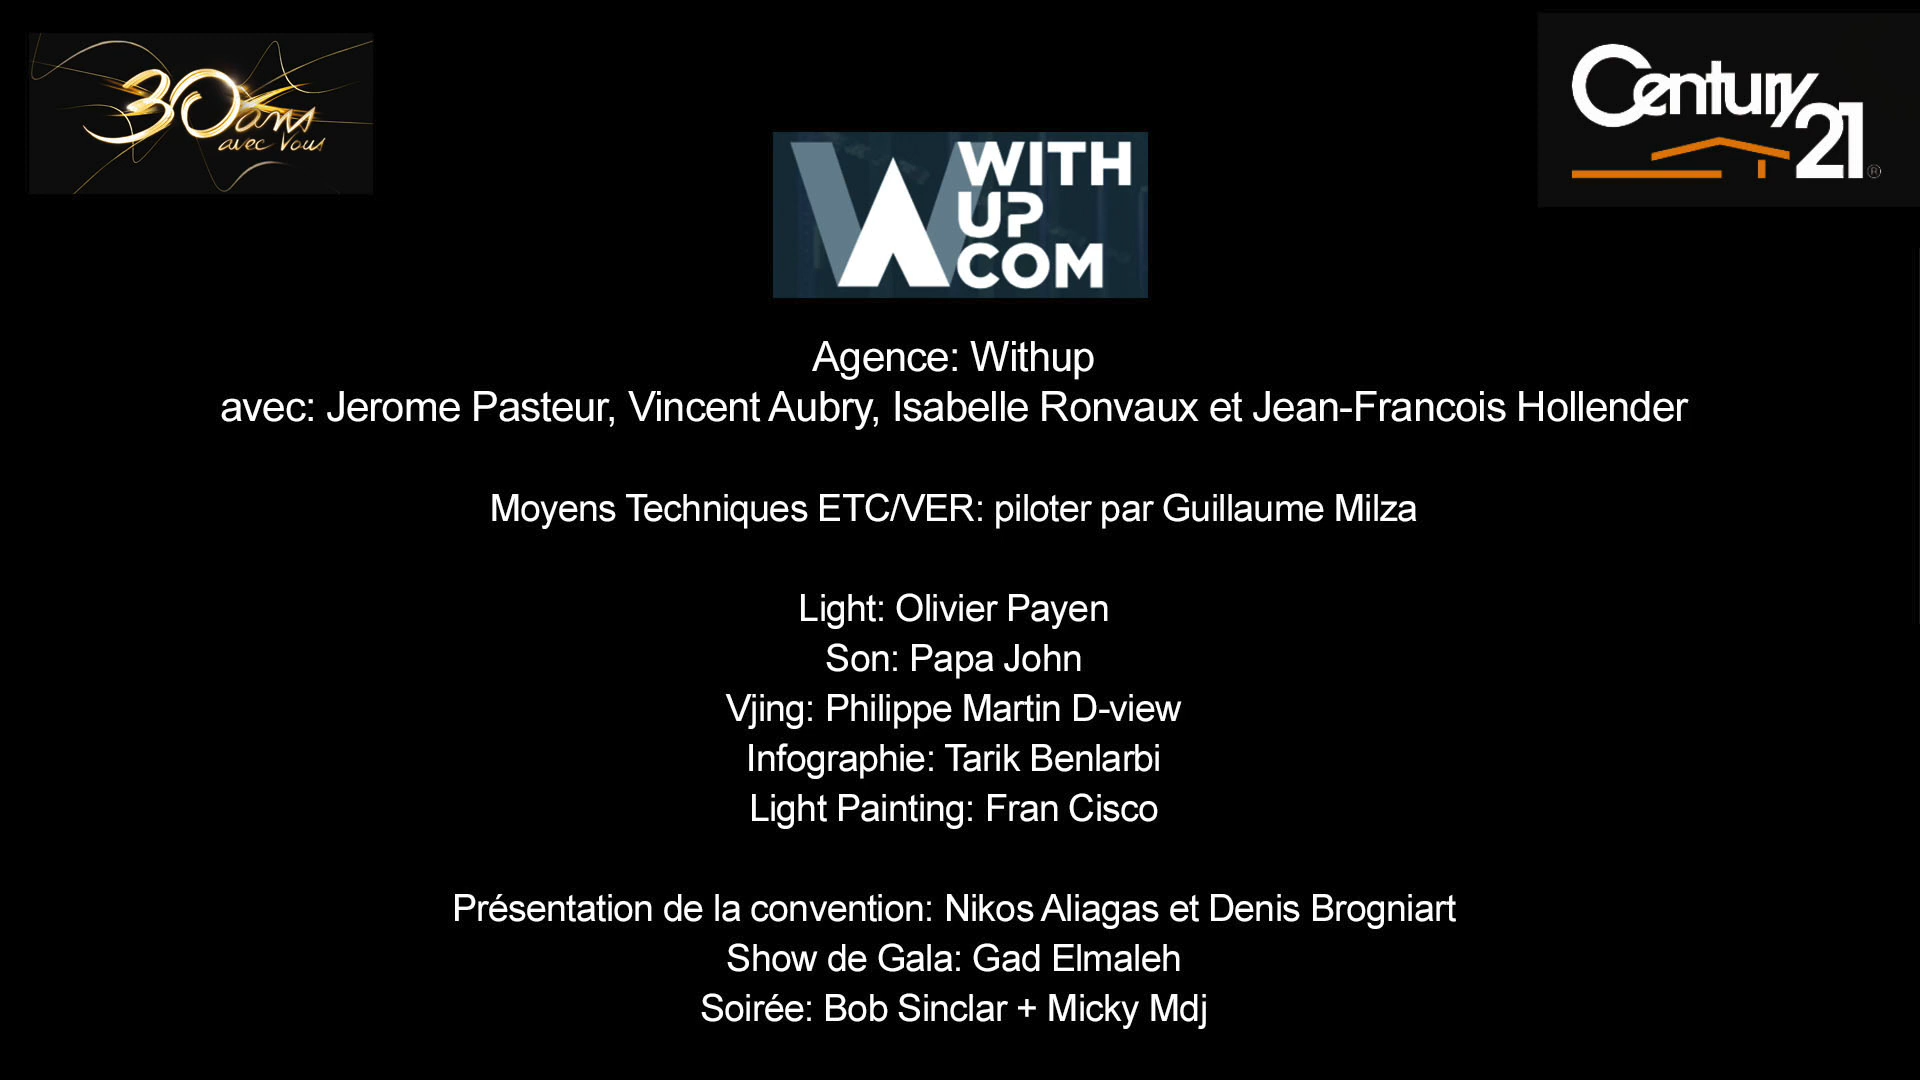 30 ans
avec vous
Century 21 ®
WITH
UP
COM
Agence: Withup
avec: Jerome Pasteur, Vincent Aubry, Isabelle Ronvaux et Jean-Francois Hollender
Moyens Techniques ETC/VER: piloter par Guillaume Milza
Light: Olivier Payen
Son: Papa John
Vjing: Philippe Martin D-view
Infographie: Tarik Benlarbi
Light Painting: Fran Cisco
Présentation de la convention: Nikos Aliagas et Denis Brogniart
Show de Gala: Gad Elmaleh
Soirée: Bob Sinclar + Micky Mdj